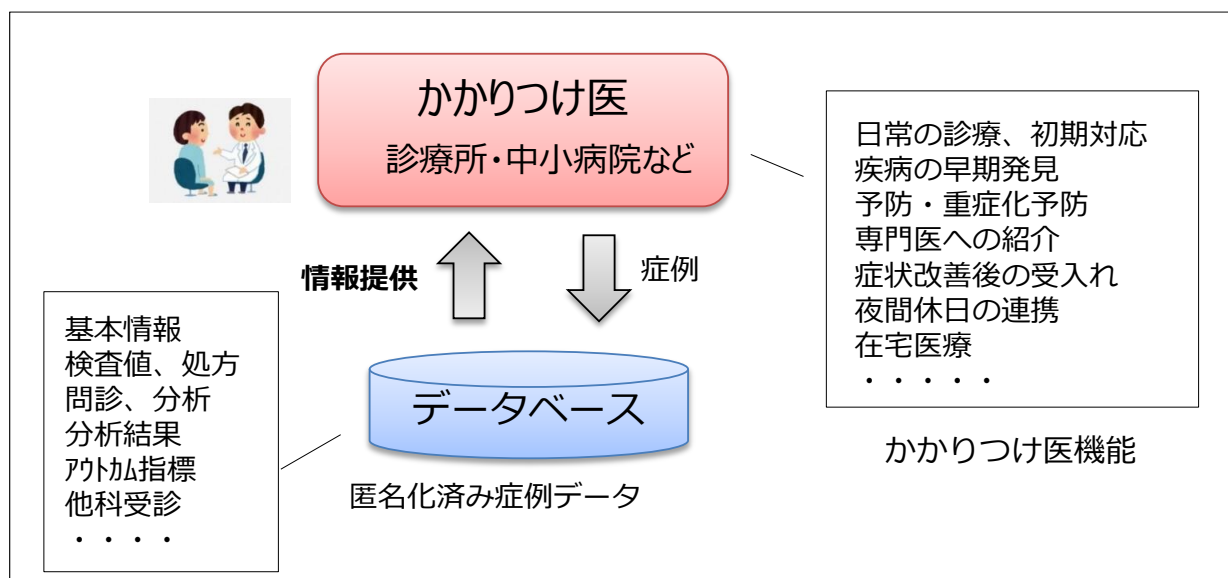 かかりつけ医
診療所・中小病院など
日常の診療、初期対応
疾病の早期発見
予防・重症化予防
専門医への紹介
症状改善後の受入れ
夜間休日の連携
在宅医療
・・・・・
かかりつけ医機能
情報提供
症例
基本情報
検査値、処方
問診、分析
分析結果
ｱｳﾄｶﾑ指標
他科受診
・・・・
データベース
匿名化済み症例データ